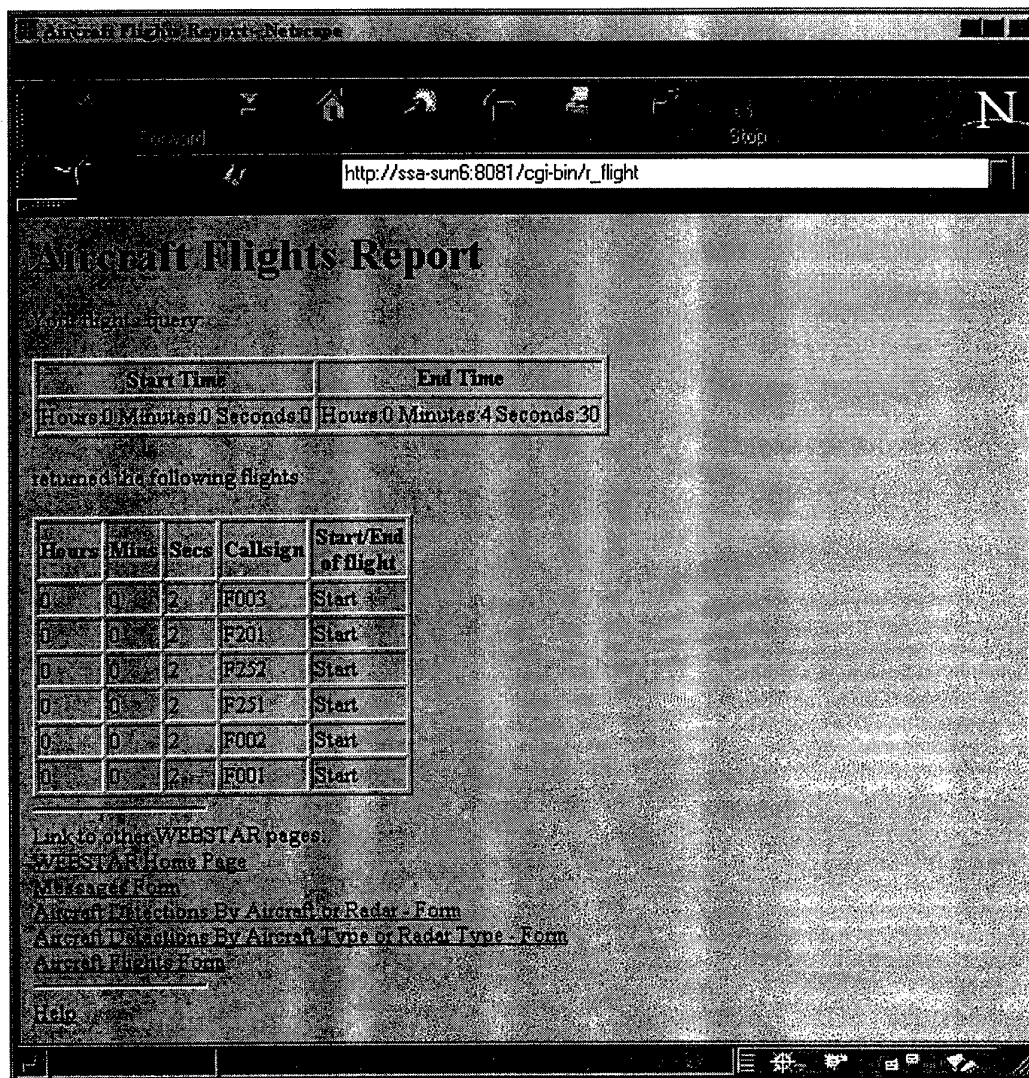 Aircraft Flights Report - Netscape
Forward Stop
http://ssa-sun6:8081/cgi-bin/r_flight
Aircraft Flights Report
Your flights query:
Start Time End Time
Hours:0 Minutes:0 Seconds:0 Hours:0 Minutes:4 Seconds:30
returned the following flights:
Hours Mins Secs Callsign Start/End of flight
0 0 2 F003 Start
0 0 2 F201 Start
0 0 2 F252 Start
0 0 2 F251 Start
0 0 2 F002 Start
0 0 2 F001 Start
Link to other WEBSTAR pages:
WEBSTAR Home Page
Messages Form
Aircraft Detections By Aircraft or Radar - Form
Aircraft Detections By Aircraft Type or Radar Type - Form
Aircraft Flights Form
Help